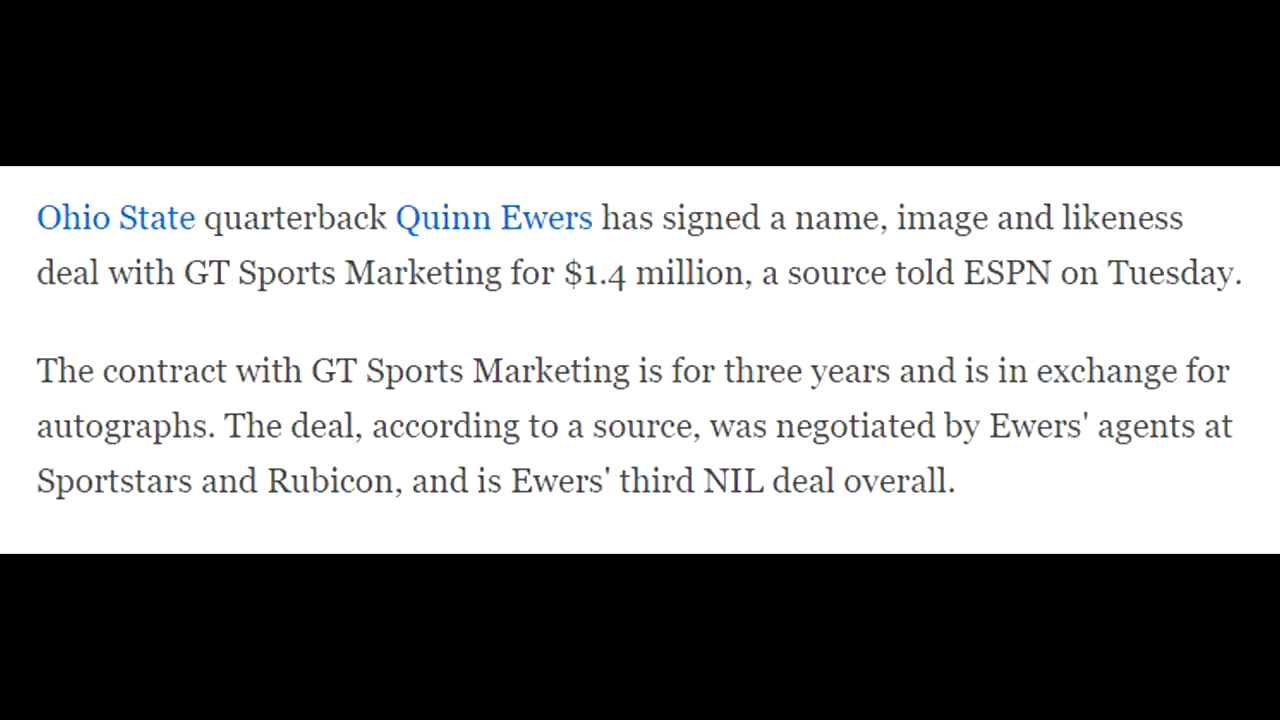 Ohio State quarterback Quinn Ewers has signed a name, image and likeness
deal with GT Sports Marketing for $1.4 million, a source told ESPN on Tuesday.
The contract with GT Sports Marketing is for three years and is in exchange for
autographs. The deal, according to a source, was negotiated by Ewers' agents at
Sportstars and Rubicon, and is Ewers' third NIL deal overall.